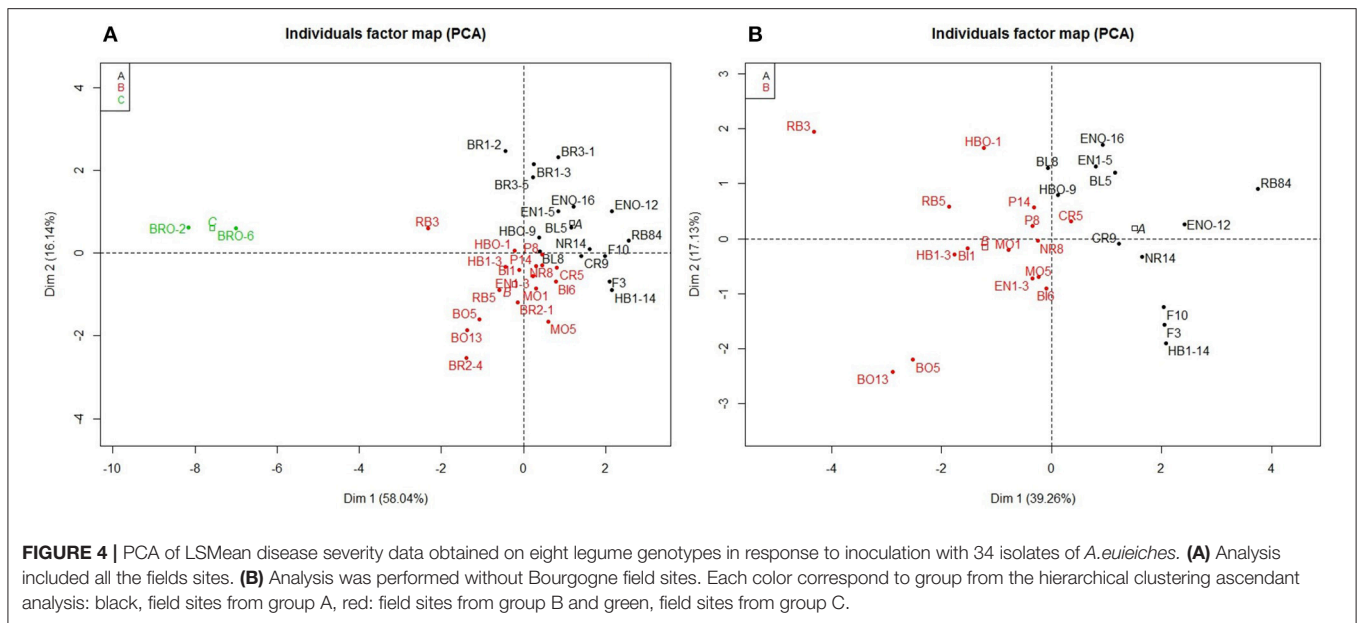 A
Individuals factor map (PCA)
A
B
C
4
2
0
-2
-4
Dim 2 (16.14%)
BR1-2
BR3-1
BR1-3
BR3-5
ENO-16
EN1-5
ENO-12
BL5
A
RB3
HBO-9
RB84
C
BRO-2
BRO-6
HBO-1
P8
NR14
F10
P14
BL8
CR9
HB1-3
BI1
NR8
CR5
EN1-3
BI6
F3
RB5
B
MO1
HB1-14
BR2-1
BO5
MO5
BO13
BR2-4
-10
-8
-6
-4
-2
0
2
Dim 1 (58.04%)
B
Individuals factor map (PCA)
A
B
3
2
1
0
-1
-2
-3
Dim 2 (17.13%)
RB3
HBO-1
ENO-16
BL8
EN1-5
BL5
HBO-9
RB84
RB5
P14
P8
CR5
ENO-12
A
CR9
B
HB1-3
BI1
MO1
NR8
NR14
MO5
EN1-3
BI6
F10
F3
HB1-14
BO5
BO13
-4
-2
0
2
4
Dim 1 (39.26%)
FIGURE 4 | PCA of LSMean disease severity data obtained on eight legume genotypes in response to inoculation with 34 isolates of A.euieiches. (A) Analysis
included all the fields sites. (B) Analysis was performed without Bourgogne field sites. Each color correspond to group from the hierarchical clustering ascendant
analysis: black, field sites from group A, red: field sites from group B and green, field sites from group C.